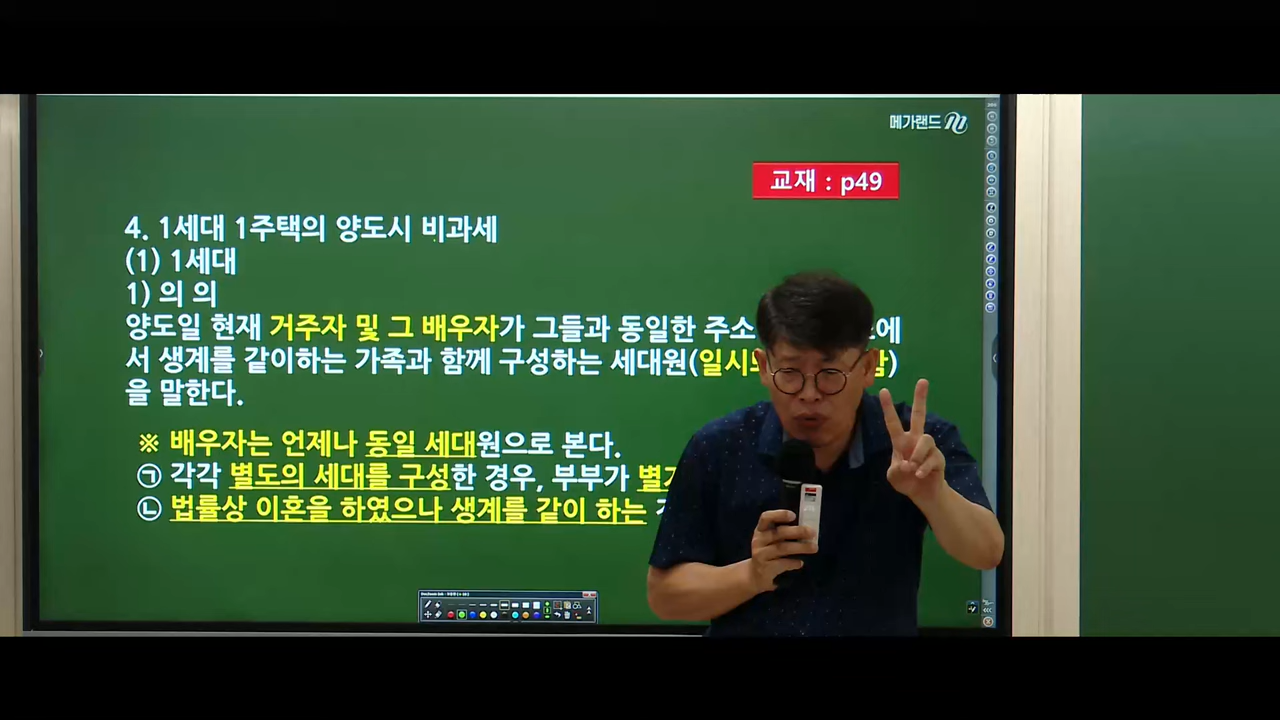 메가랜드
교재 : p49
4. 1세대 1주택의 양도시 비과세
(1) 1세대
1) 의 의
양도일 현재 거주자 및 그 배우자가 그들과 동일한 주소 에
서 생계를 같이하는 가족과 함께 구성하는 세대원(일시 )
을 말한다.
※ 배우자는 언제나 동일 세대원으로 본다.
㉠ 각각 별도의 세대를 구성한 경우, 부부가
㉡ 법률상 이혼을 하였으나 생계를 같이 하는